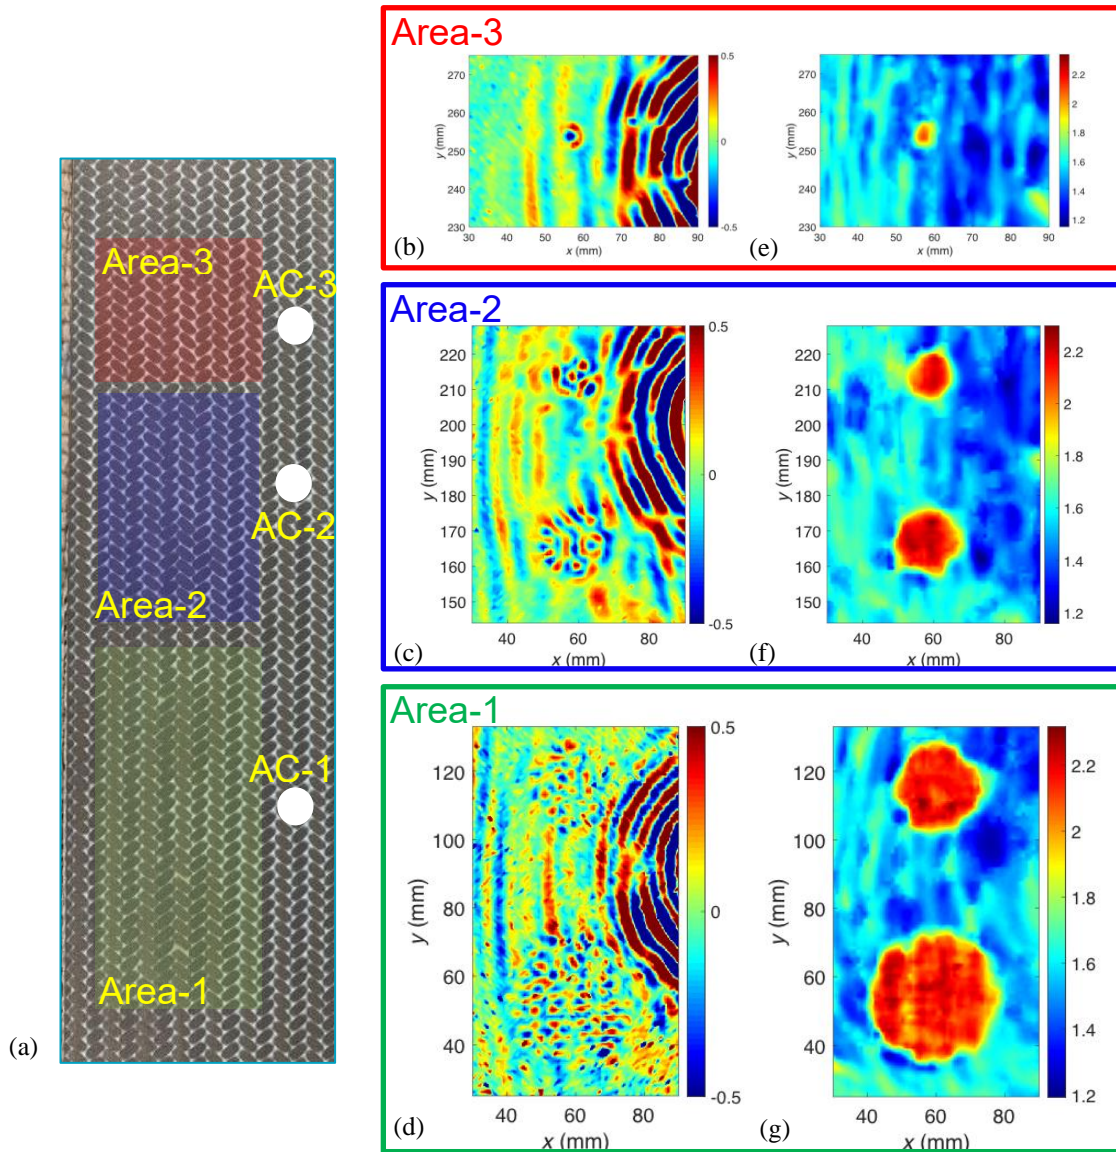 Area-3
AC-3
AC-2
Area-2
AC-1
Area-1
(a)
Area-3
270
260
250
240
230
y (mm)
30 40 50 60 70 80 90
x (mm)
0.5
0
-0.5
(b)
270
260
250
240
230
y (mm)
30 40 50 60 70 80 90
x (mm)
2.2
2
1.8
1.6
1.4
1.2
(e)
Area-2
220
210
200
190
180
170
160
150
y (mm)
40 60 80
x (mm)
0.5
0
-0.5
(c)
220
210
200
190
180
170
160
150
y (mm)
40 60 80
x (mm)
2.2
2
1.8
1.6
1.4
1.2
(f)
Area-1
120
100
80
60
40
y (mm)
40 60 80
x (mm)
0.5
0
-0.5
(d)
120
100
80
60
40
y (mm)
40 60 80
x (mm)
2.2
2
1.8
1.6
1.4
1.2
(g)